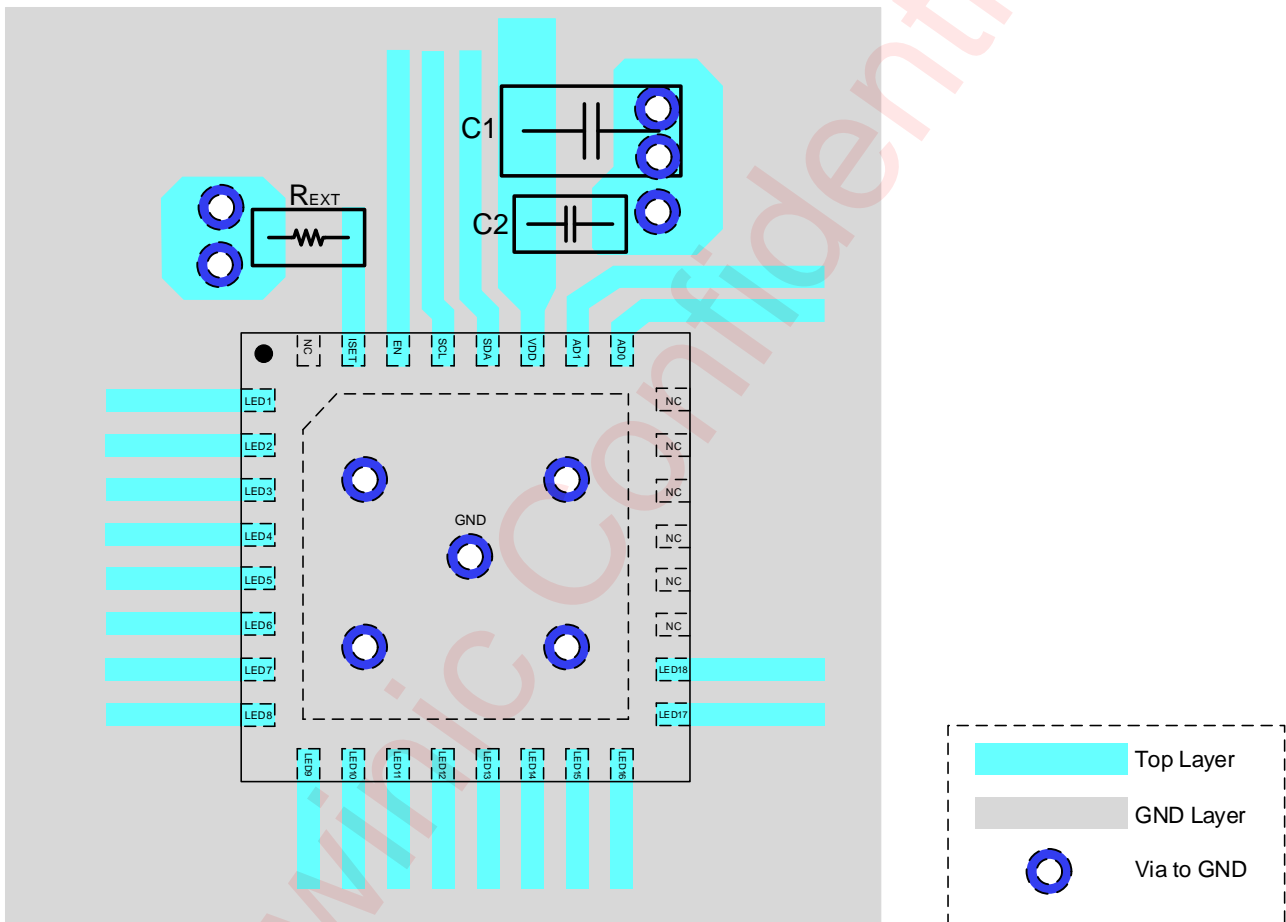 C1
REXT
C2
NC
ISET
EN
SCL
SDA
VDD
AD1
AD0
LED1
NC
LED2
NC
LED3
NC
GND
LED4
NC
LED5
NC
LED6
NC
LED7
LED18
LED8
LED17
LED9
LED10
LED11
LED12
LED13
LED14
LED15
LED16
Top Layer
GND Layer
Via to GND
winic Confidenti